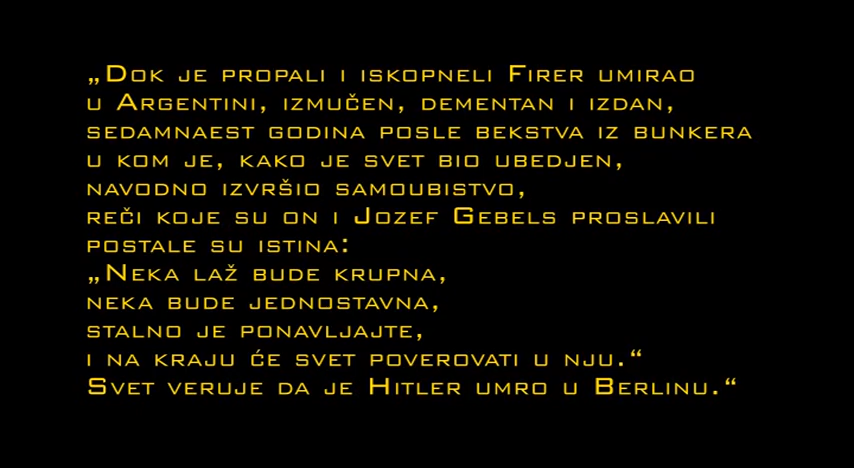 „Dok je propali i iskopneli Firer umirao
u Argentini, izmučen, dementan i izdan,
sedamnaest godina posle bekstva iz bunkera
u kom je, kako je svet bio ubedjen,
navodno izvršio samoubistvo,
reči koje su on i Jozef Gebels proslavili
postale su istina:
„Neka laž bude krupna,
neka bude jednostavna,
stalno je ponavljajte,
i na kraju će svet poverovati u nju.“
Svet veruje da je Hitler umro u Berlinu.“